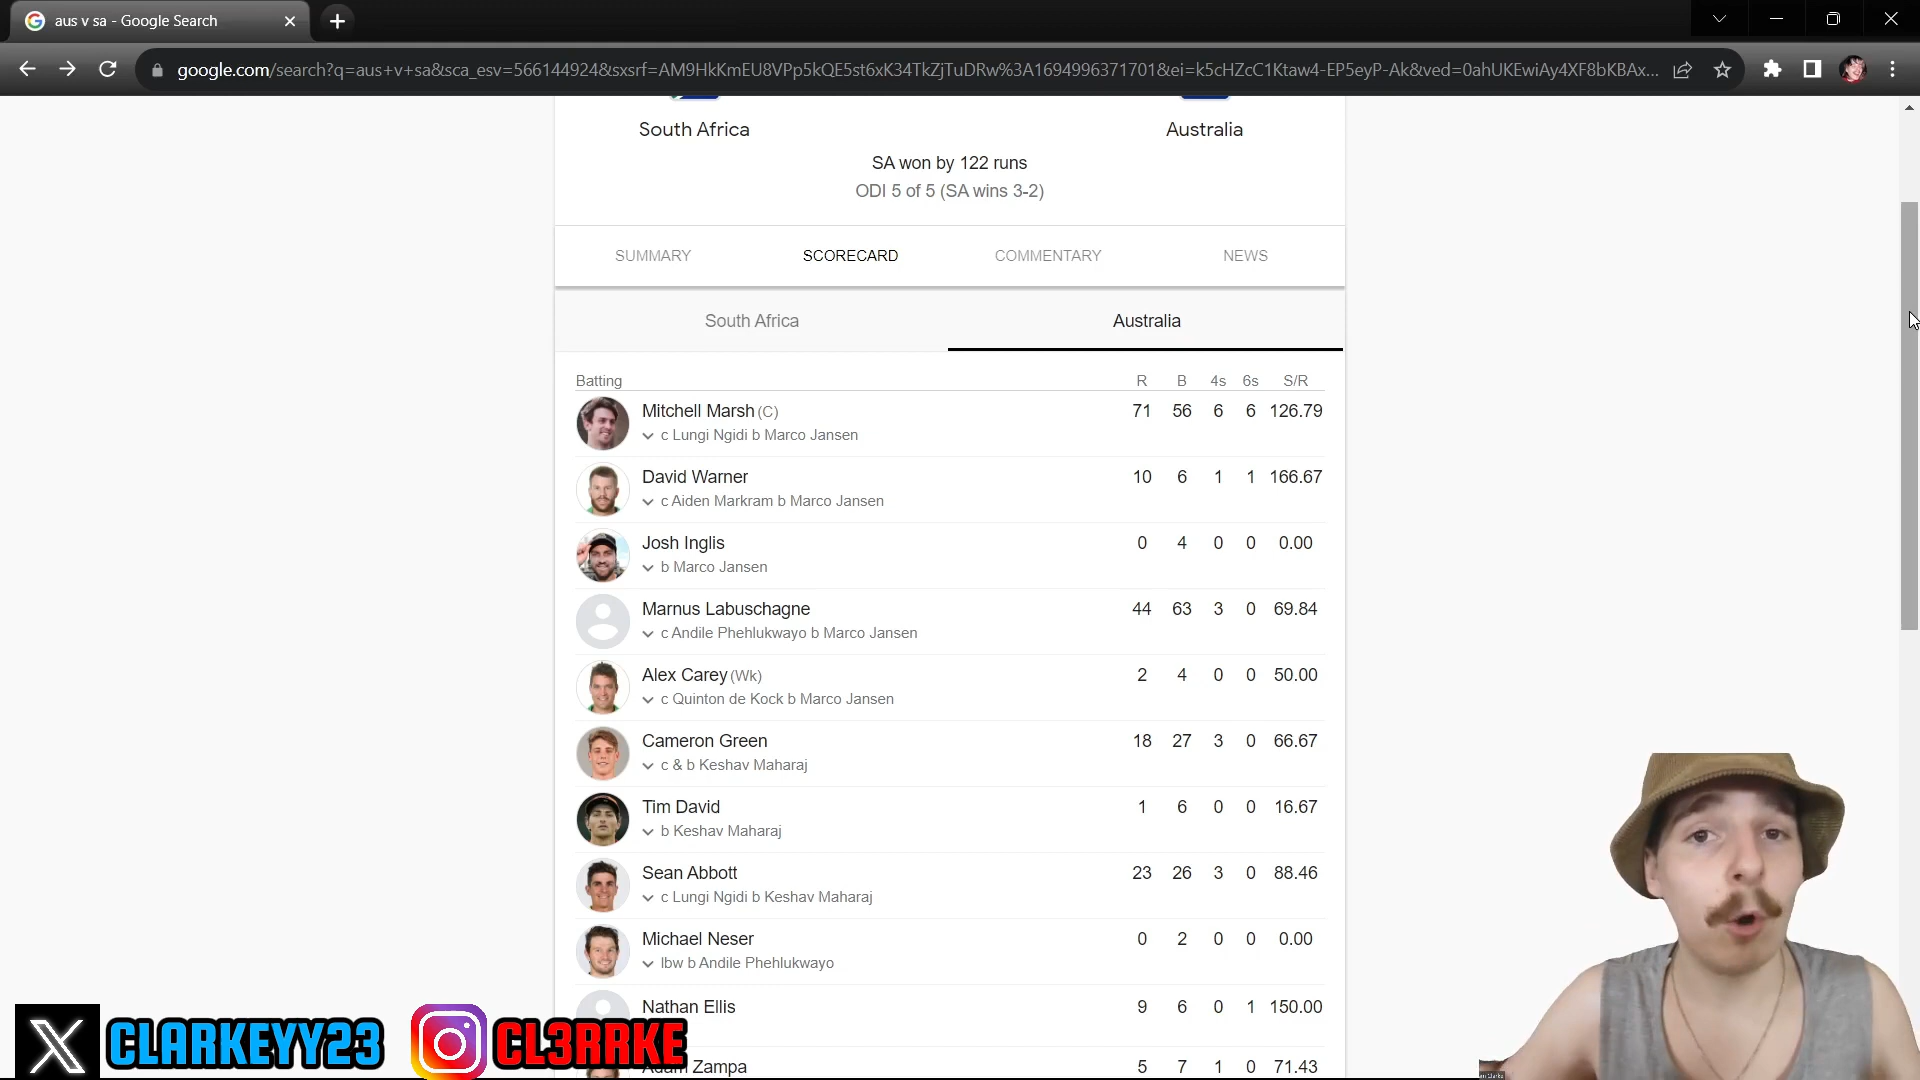 aus v sa - Google Search
google.com/search?q=aus+v+sa&sca_esv=566144924&sxsrf=AM9HkKmEU8VPp5kQE5st6xK34TkZjTuDRw%3A1694996371701&ei=k5cHZcC1Ktaw4-EP5eyP-Ak&ved=0ahUKEwiAy4XF8bKBAx...
South Africa Australia
SA won by 122 runs
ODI 5 of 5 (SA wins 3-2)
SUMMARY SCORECARD COMMENTARY NEWS
South Africa Australia
Batting R B 4s 6s S/R
Mitchell Marsh (C) 71 56 6 6 126.79
c Lungi Ngidi b Marco Jansen
David Warner 10 6 1 1 166.67
c Aiden Markram b Marco Jansen
Josh Inglis 0 4 0 0 0.00
b Marco Jansen
Marnus Labuschagne 44 63 3 0 69.84
c Andile Phehlukwayo b Marco Jansen
Alex Carey (Wk) 2 4 0 0 50.00
c Quinton de Kock b Marco Jansen
Cameron Green 18 27 3 0 66.67
c & b Keshav Maharaj
Tim David 1 6 0 0 16.67
b Keshav Maharaj
Sean Abbott 23 26 3 0 88.46
c Lungi Ngidi b Keshav Maharaj
Michael Neser 0 2 0 0 0.00
lbw b Andile Phehlukwayo
Nathan Ellis 9 6 0 1 150.00
Adam Zampa 5 7 1 0 71.43
CLARKEYY23 CL3RRKE